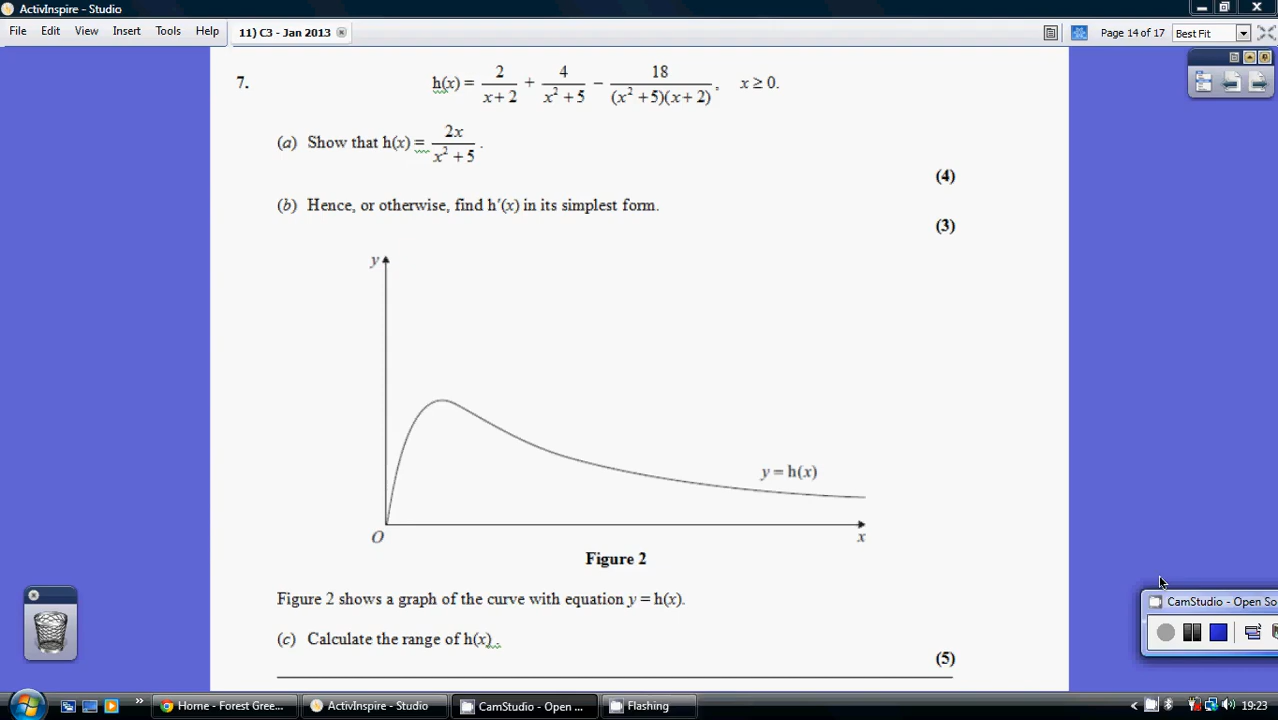 ActivInspire - Studio
File Edit View Insert Tools Help 11) C3 - Jan 2013 Page 14 of 17 Best Fit
7. h(x) = 2/(x + 2) + 4/(x² + 5) − 18/((x² + 5)(x + 2)), x ≥ 0.
(a) Show that h(x) = 2x/(x² + 5).
(4)
(b) Hence, or otherwise, find h′(x) in its simplest form.
(3)
y
y = h(x)
O x
Figure 2
Figure 2 shows a graph of the curve with equation y = h(x).
(c) Calculate the range of h(x).
(5)
CamStudio - Open So
Home - Forest Gree... ActivInspire - Studio CamStudio - Open ... Flashing 19:23